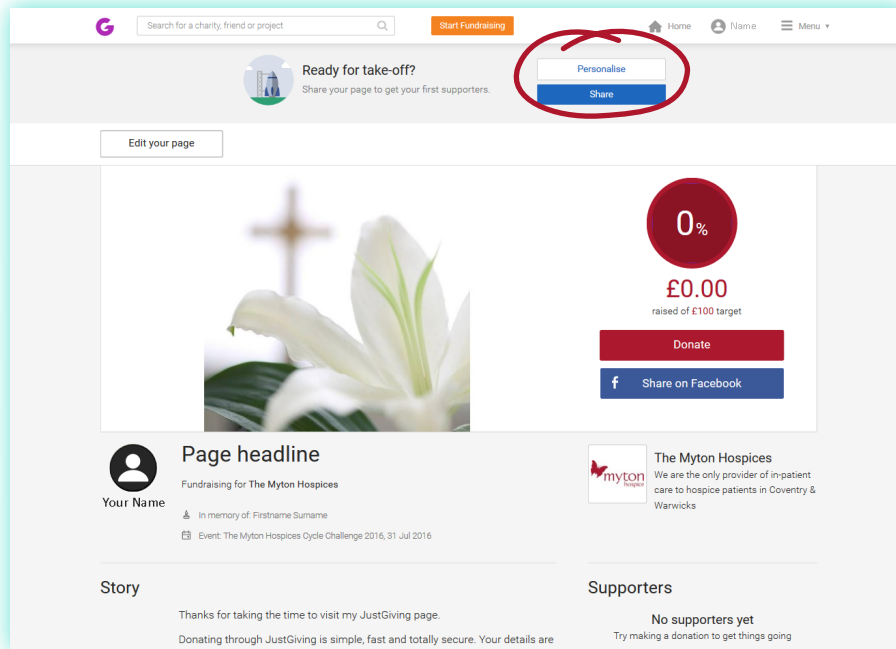 Search for a charity, friend or project
Start Fundraising
Home
Name
Menu
Ready for take-off?
Share your page to get your first supporters.
Personalise
Share
Edit your page
0%
£0.00
raised of £100 target
Donate
f Share on Facebook
Page headline
Fundraising for The Myton Hospices
Your Name
In memory of: Firstname Surname
Event: The Myton Hospices Cycle Challenge 2016, 31 Jul 2016
myton
hospice
The Myton Hospices
We are the only provider of in-patient
care to hospice patients in Coventry &
Warwicks
Story
Thanks for taking the time to visit my JustGiving page.
Donating through JustGiving is simple, fast and totally secure. Your details are
Supporters
No supporters yet
Try making a donation to get things going